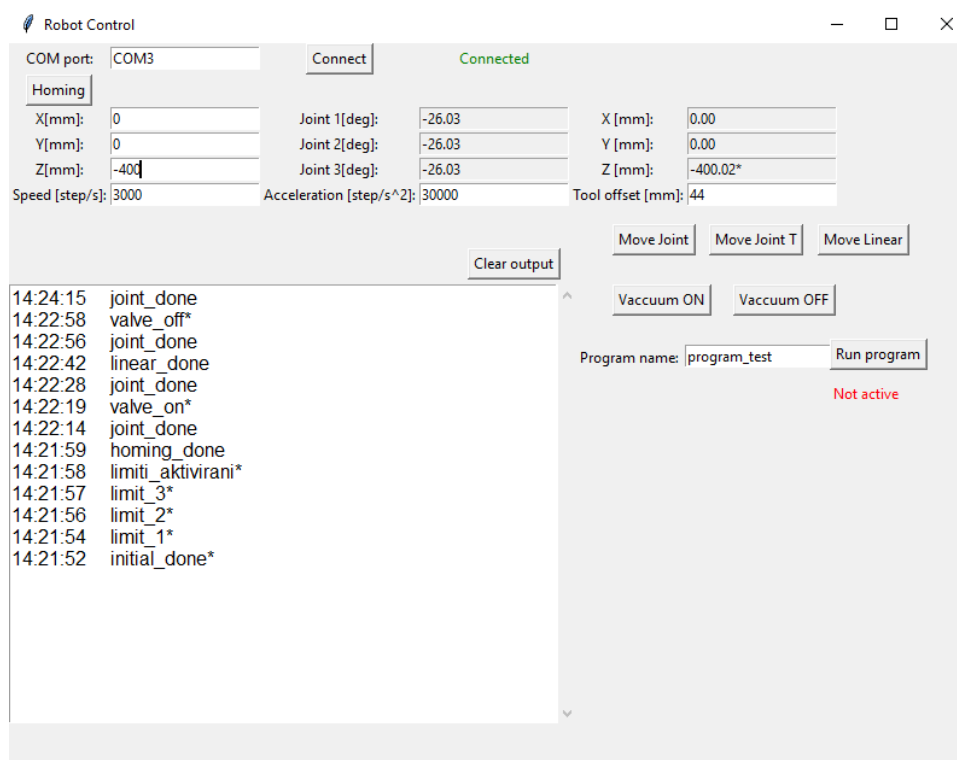 Robot Control
COM port: COM3 Connect Connected
Homing
X[mm]: 0 Joint 1[deg]: -26.03 X [mm]: 0.00
Y[mm]: 0 Joint 2[deg]: -26.03 Y [mm]: 0.00
Z[mm]: -400 Joint 3[deg]: -26.03 Z [mm]: -400.02*
Speed [step/s]: 3000 Acceleration [step/s^2]: 30000 Tool offset [mm]: 44
Move Joint Move Joint T Move Linear
Clear output
14:24:15 joint_done
14:22:58 valve_off*
14:22:56 joint_done
14:22:42 linear_done
14:22:28 joint_done
14:22:19 valve_on*
14:22:14 joint_done
14:21:59 homing_done
14:21:58 limiti_aktivirani*
14:21:57 limit_3*
14:21:56 limit_2*
14:21:54 limit_1*
14:21:52 initial_done*
Vaccuum ON Vaccuum OFF
Program name: program_test Run program
Not active